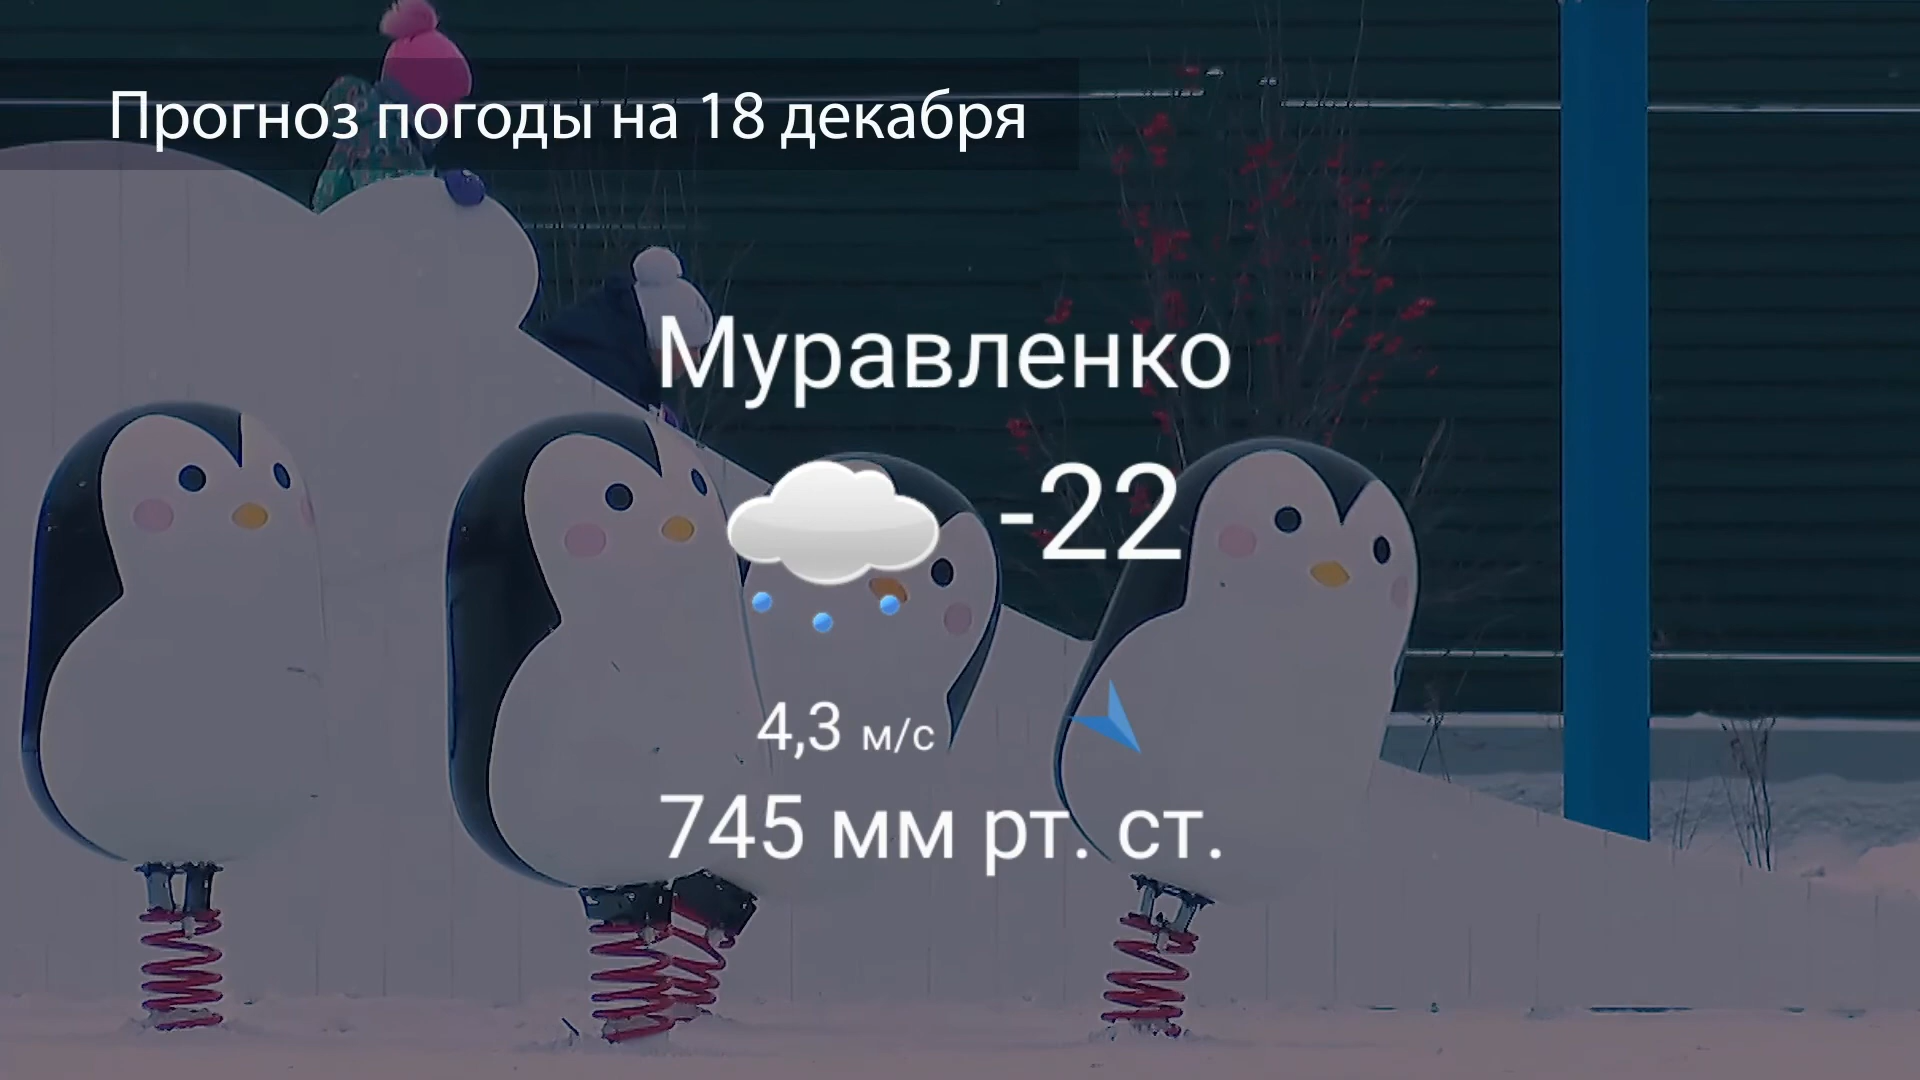 Прогноз погоды на 18 декабря
Муравленко
-22
4,3 м/с
745 мм рт. ст.